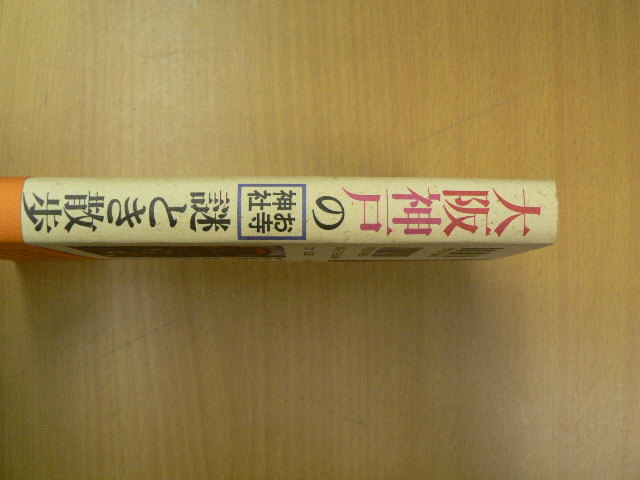 大阪神戸の
お寺
神社
謎とき散歩